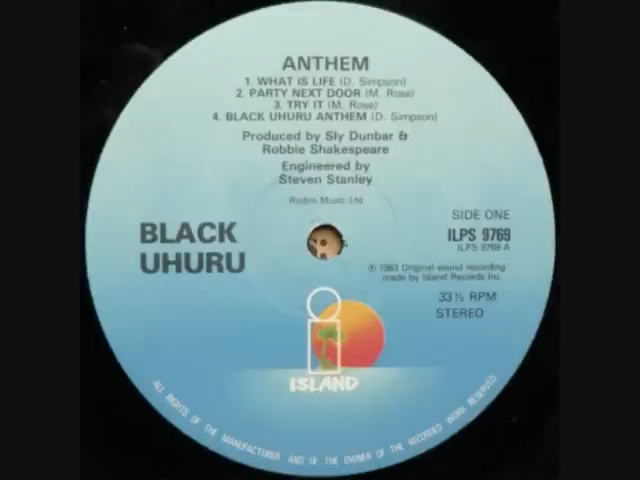 ANTHEM
1. WHAT IS LIFE (D. Simpson)
2. PARTY NEXT DOOR (M. Rose)
3. TRY IT (M. Rose)
4. BLACK UHURU ANTHEM (D. Simpson)
Produced by Sly Dunbar &
Robbie Shakespeare
Engineered by
Steven Stanley
Redim Music Ltd
BLACK
UHURU
SIDE ONE
ILPS 9769
ILPS 9769 A
℗ 1983 Original sound recording
made by Island Records Inc
33⅓ RPM
STEREO
ISLAND
ALL RIGHTS OF THE MANUFACTURER AND OF THE OWNER OF THE RECORDED WORK RESERVED